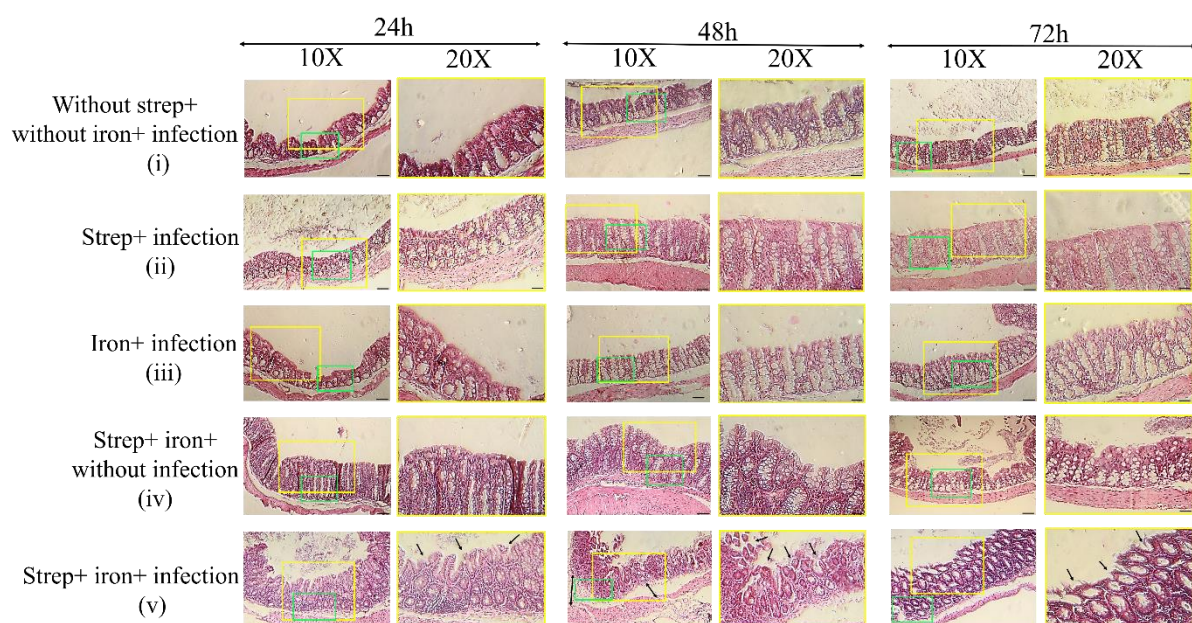 24h 48h 72h
10X 20X 10X 20X 10X 20X
Without strep+
without iron+ infection
(i)
Strep+ infection
(ii)
Iron+ infection
(iii)
Strep+ iron+
without infection
(iv)
Strep+ iron+ infection
(v)